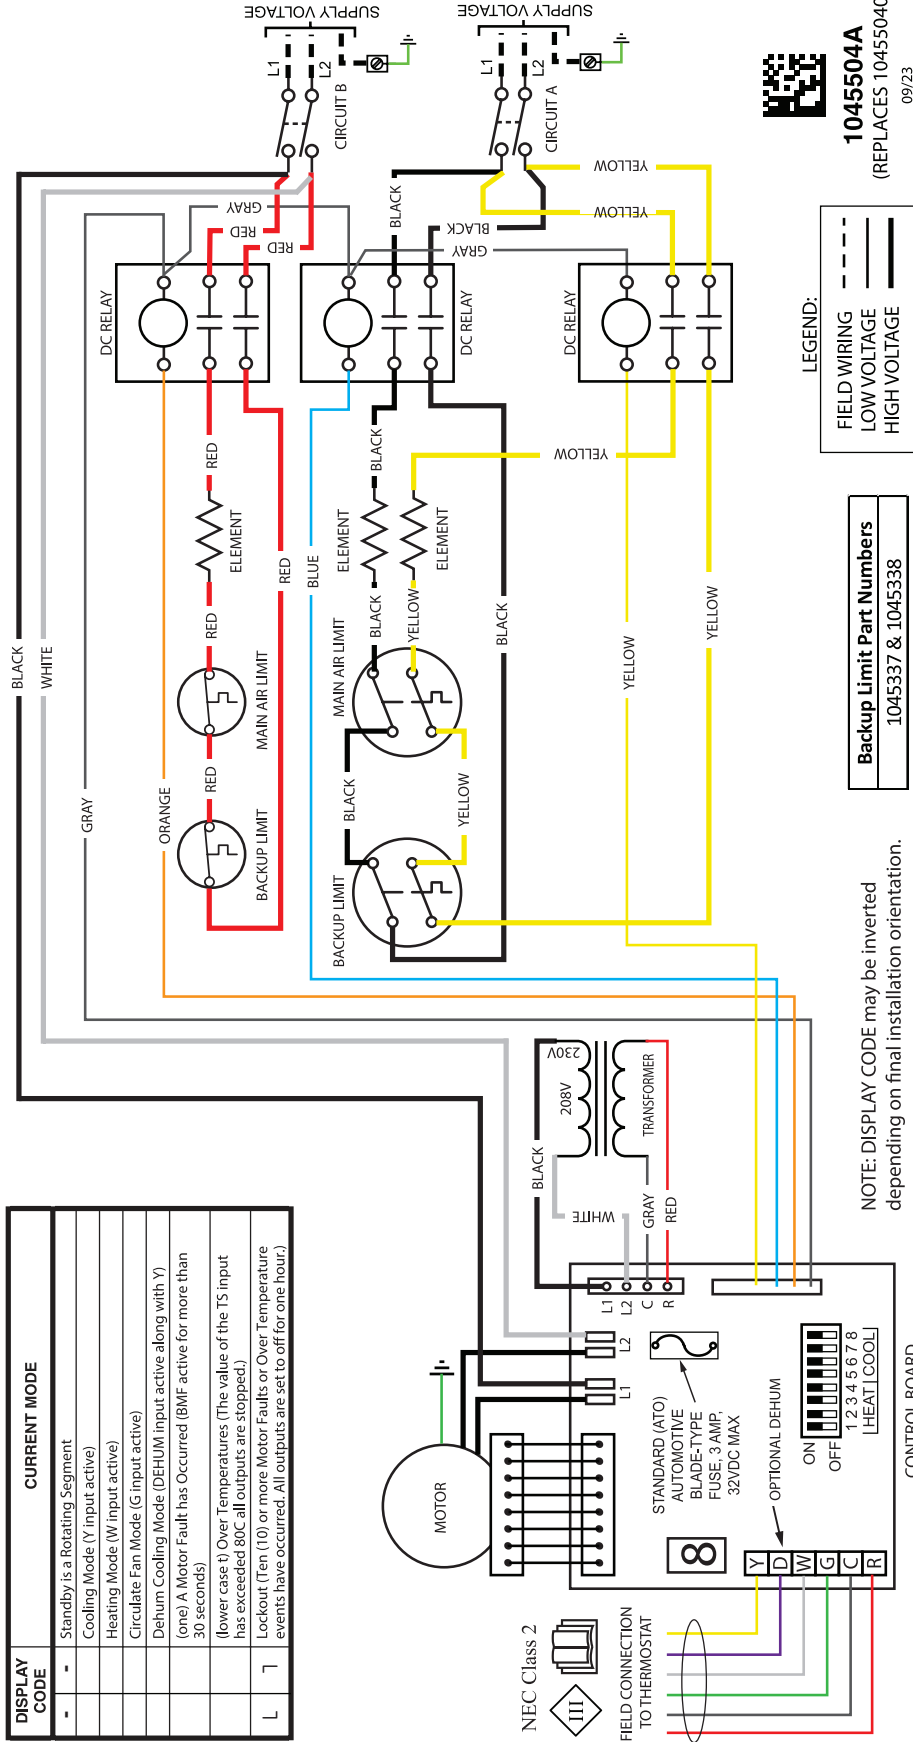 DISPLAY
CODE
CURRENT MODE
- -
Standby is a Rotating Segment
Cooling Mode (Y input active)
Heating Mode (W input active)
Circulate Fan Mode (G input active)
Dehum Cooling Mode (DEHUM input active along with Y)
(one) A Motor Fault has Occurred (BMF active for more than
30 seconds)
(lower case t) Over Temperatures (The value of the TS input
has exceeded 80C all outputs are stopped.)
Lockout (Ten (10) or more Motor Faults or Over Temperature
events have occurred. All outputs are set to off for one hour.)
BLACK
WHITE
GRAY
ORANGE
RED
RED
RED
BACKUP LIMIT
MAIN AIR LIMIT
ELEMENT
RED
BLUE
DC RELAY
RED
RED
GRAY
L1
L2
SUPPLY VOLTAGE
CIRCUIT B
BACKUP LIMIT
BLACK
MAIN AIR LIMIT
BLACK
ELEMENT
BLACK
YELLOW
YELLOW
ELEMENT
BLACK
DC RELAY
BLACK
BLACK
GRAY
L1
L2
SUPPLY VOLTAGE
CIRCUIT A
YELLOW
YELLOW
YELLOW
DC RELAY
YELLOW
YELLOW
MOTOR
BLACK
WHITE
230V
208V
TRANSFORMER
GRAY
RED
L1
L2
C
R
L1
L2
STANDARD (ATO)
AUTOMOTIVE
BLADE-TYPE
FUSE, 3 AMP,
32VDC MAX
OPTIONAL DEHUM
ON
OFF
1 2 3 4 5 6 7 8
HEAT COOL
8
Y
D
W
G
C
R
CONTROL BOARD
NEC Class 2
III
FIELD CONNECTION
TO THERMOSTAT
NOTE: DISPLAY CODE may be inverted
depending on final installation orientation.
Backup Limit Part Numbers
1045337 & 1045338
LEGEND:
FIELD WIRING
LOW VOLTAGE
HIGH VOLTAGE
1045504A
(REPLACES 10455040
09/23